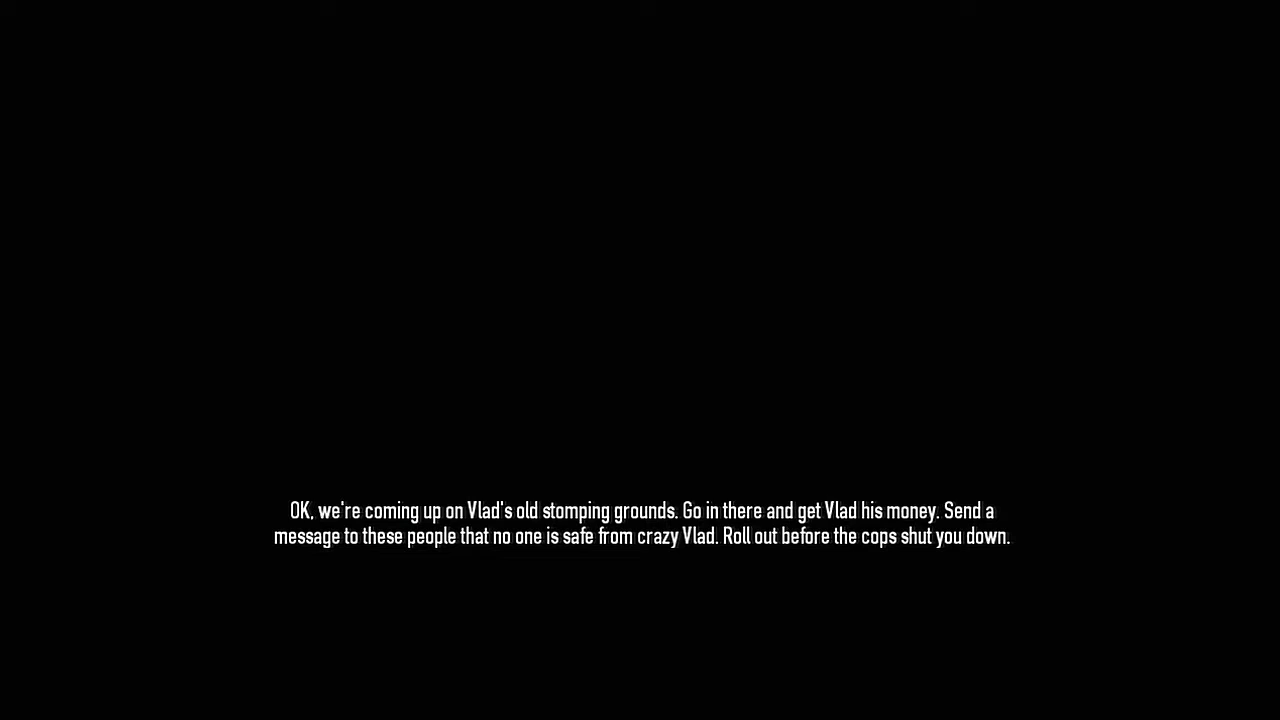 OK, we're coming up on Vlad's old stomping grounds. Go in there and get Vlad his money. Send a
message to these people that no one is safe from crazy Vlad. Roll out before the cops shut you down.